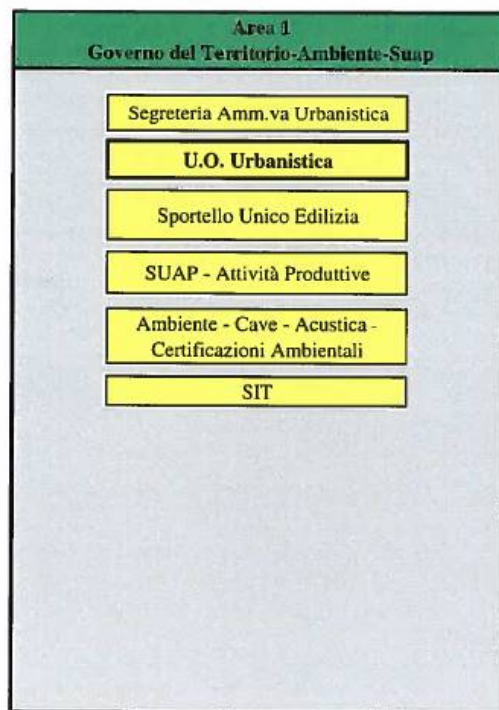 Area 1
Governo del Territorio-Ambiente-Suap
Segreteria Amm.va Urbanistica
U.O. Urbanistica
Sportello Unico Edilizia
SUAP - Attività Produttive
Ambiente - Cave - Acustica -
Certificazioni Ambientali
SIT